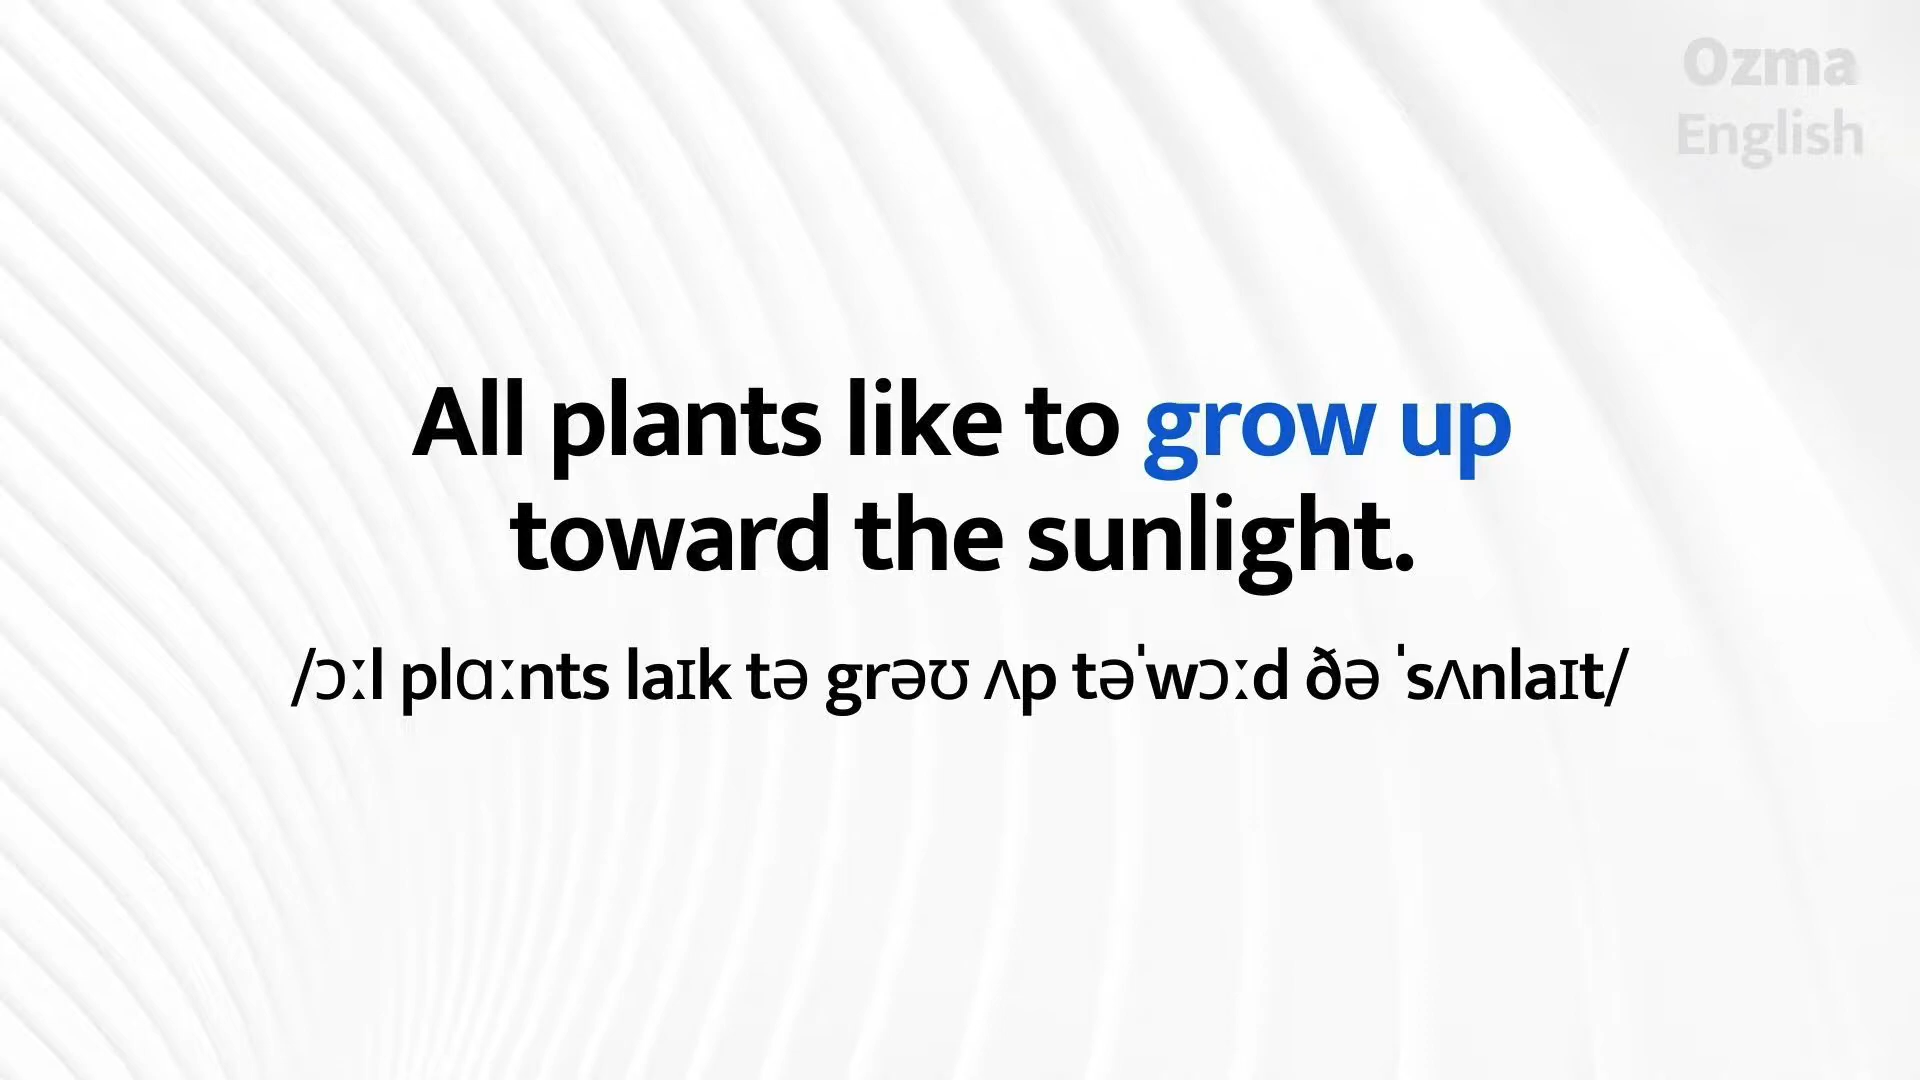 Ozma
English
All plants like to grow up
toward the sunlight.
/ɔːl plɑːnts laɪk tə grəʊ ʌp təˈwɔːd ðə ˈsʌnlaɪt/